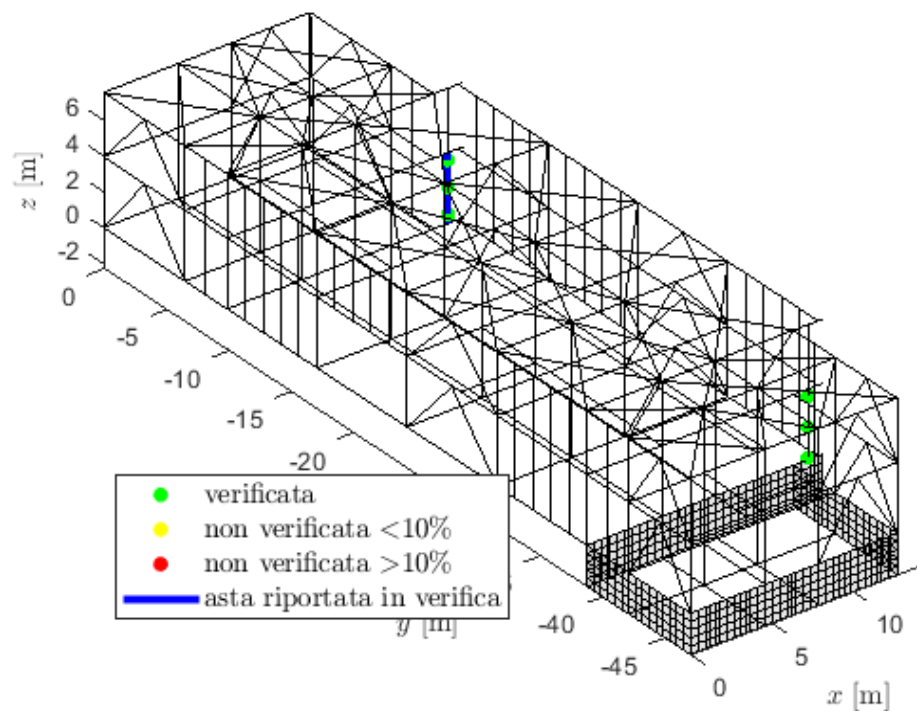 6
4
2
0
-2
z [m]
0
-5
-10
-15
-20
-40
-45
y [m]
0
5
10
x [m]
verificata
non verificata <10%
non verificata >10%
asta riportata in verifica